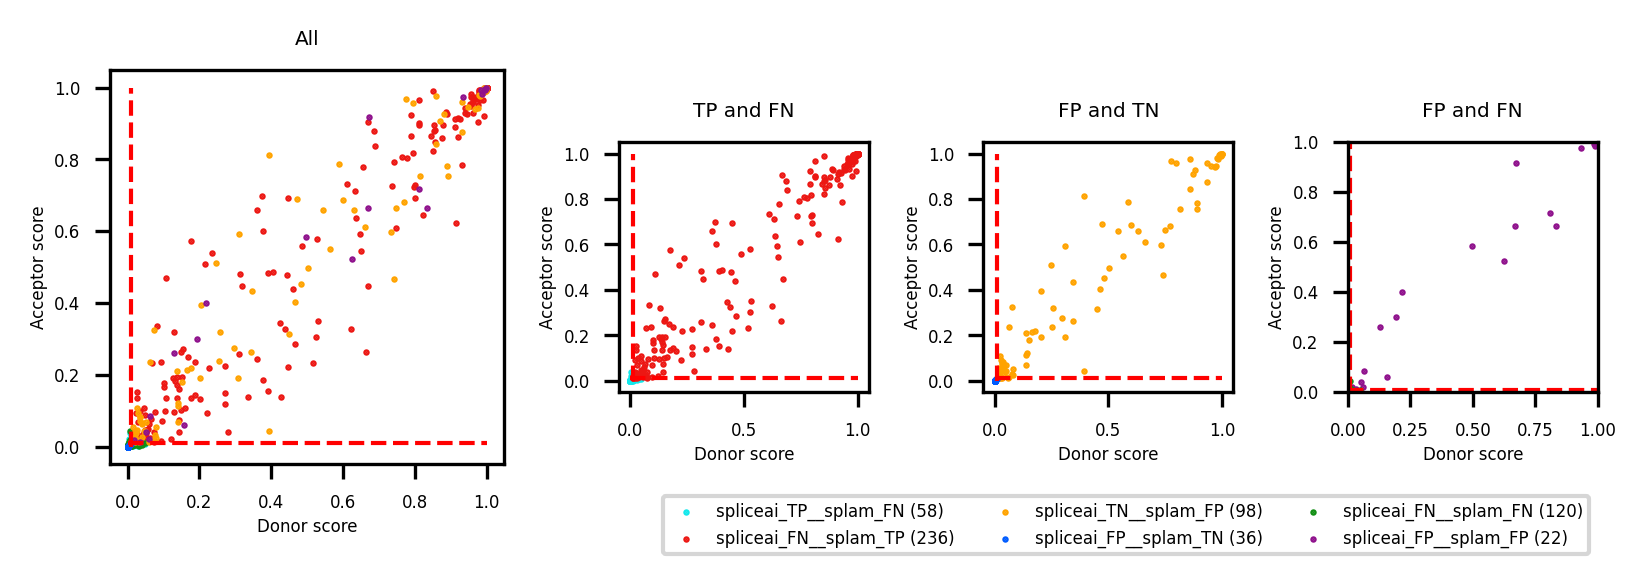 All
1.0
0.8
0.6
0.4
0.2
0.0
Acceptor score
0.0 0.2 0.4 0.6 0.8 1.0
Donor score
TP and FN
1.0
0.8
0.6
0.4
0.2
0.0
Acceptor score
0.0 0.5 1.0
Donor score
FP and TN
1.0
0.8
0.6
0.4
0.2
0.0
Acceptor score
0.0 0.5 1.0
Donor score
FP and FN
1.0
0.8
0.6
0.4
0.2
0.0
Acceptor score
0.00 0.25 0.50 0.75 1.00
Donor score
spliceai_TP__splam_FN (58) spliceai_TN__splam_FP (98) spliceai_FN__splam_FN (120)
spliceai_FN__splam_TP (236) spliceai_FP__splam_TN (36) spliceai_FP__splam_FP (22)